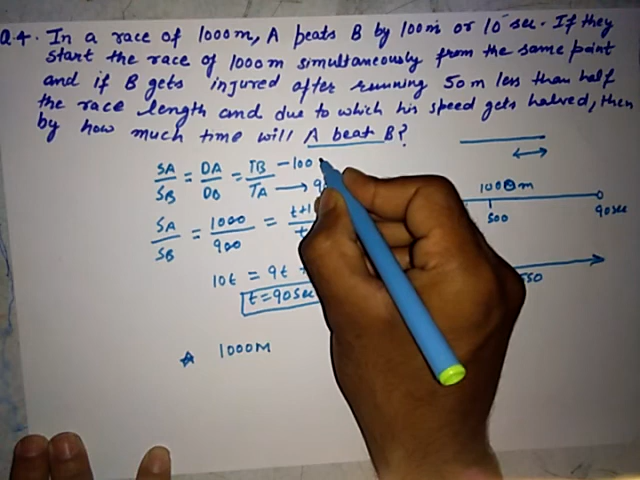 Q.4. In a race of 1000m, A beats B by 100m or 10 sec. If they
start the race of 1000m simultaneously from the same point
and if B gets injured after running 50m less than half
the race length and due to which his speed gets halved, then
by how much time will A beat B?
SA/SB = DA/DB = TB/TA - 100
SA/SB = 1000/900 = t+1
10t = 9t
t=90sec
1000M
1000m
500
90sec
550